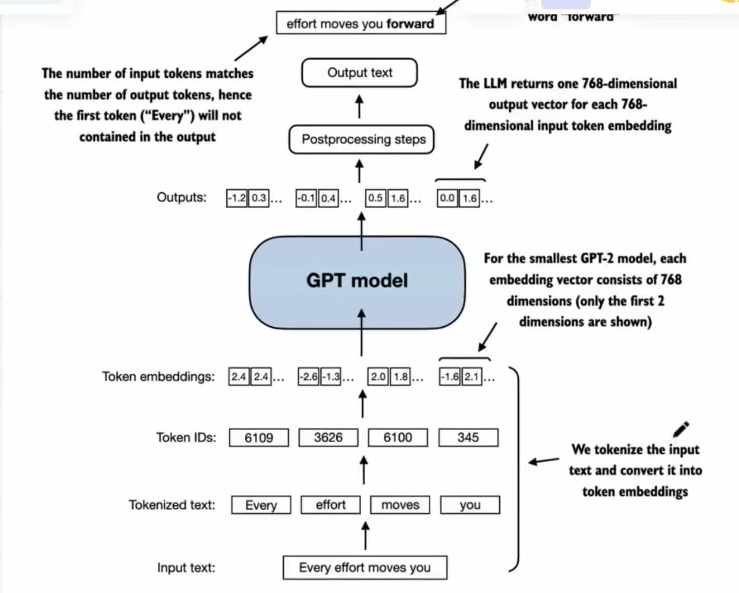 word "forward"
effort moves you forward
The number of input tokens matches
the number of output tokens, hence
the first token ("Every") will not
contained in the output
Output text
The LLM returns one 768-dimensional
output vector for each 768-
dimensional input token embedding
Postprocessing steps
Outputs: -1.2 0.3 ... -0.1 0.4 ... 0.5 1.6 ... 0.0 1.6 ...
GPT model
For the smallest GPT-2 model, each
embedding vector consists of 768
dimensions (only the first 2
dimensions are shown)
Token embeddings: 2.4 2.4 ... -2.6 -1.3 ... 2.0 1.8 ... -1.6 2.1 ...
Token IDs: 6109 3626 6100 345
We tokenize the input
text and convert it into
token embeddings
Tokenized text: Every effort moves you
Input text: Every effort moves you